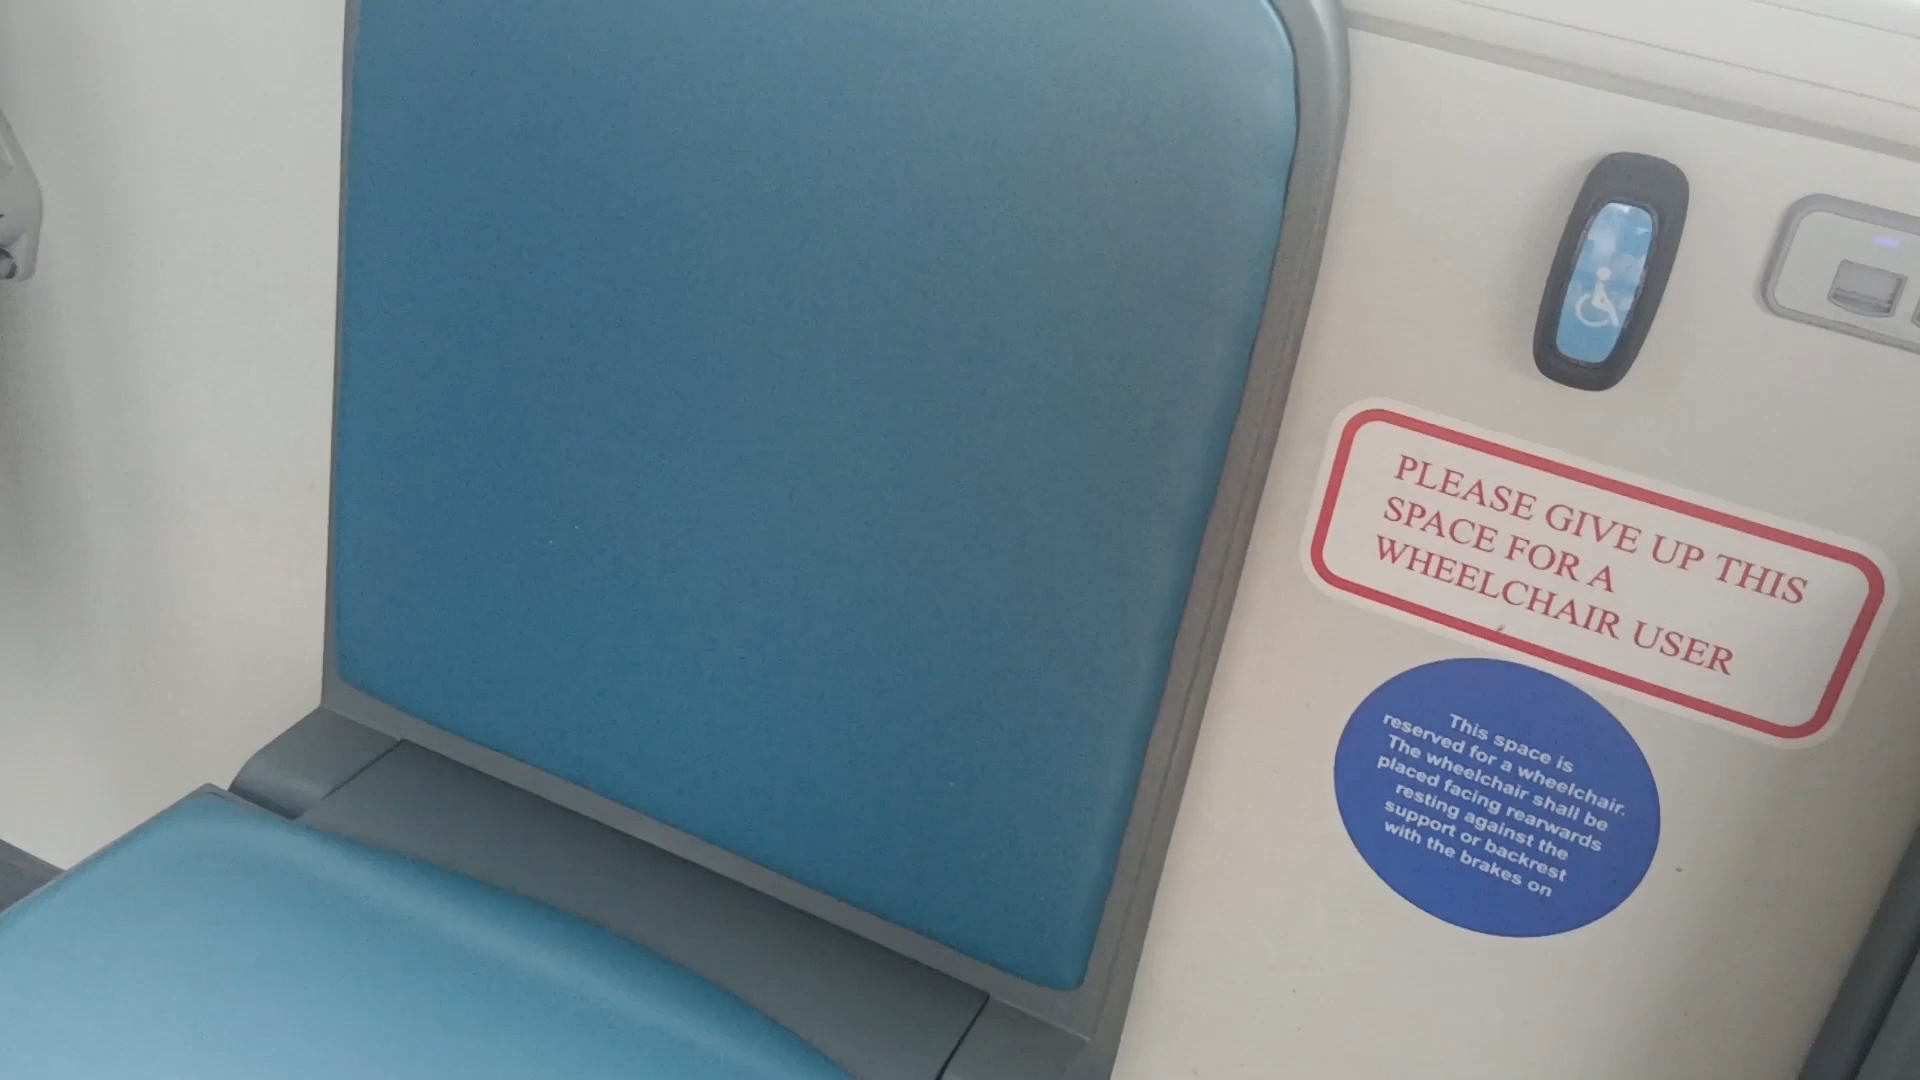 PLEASE GIVE UP THIS
SPACE FOR A
WHEELCHAIR USER
This space is
reserved for a wheelchair.
The wheelchair shall be
placed facing rearwards
resting against the
support or backrest
with the brakes on